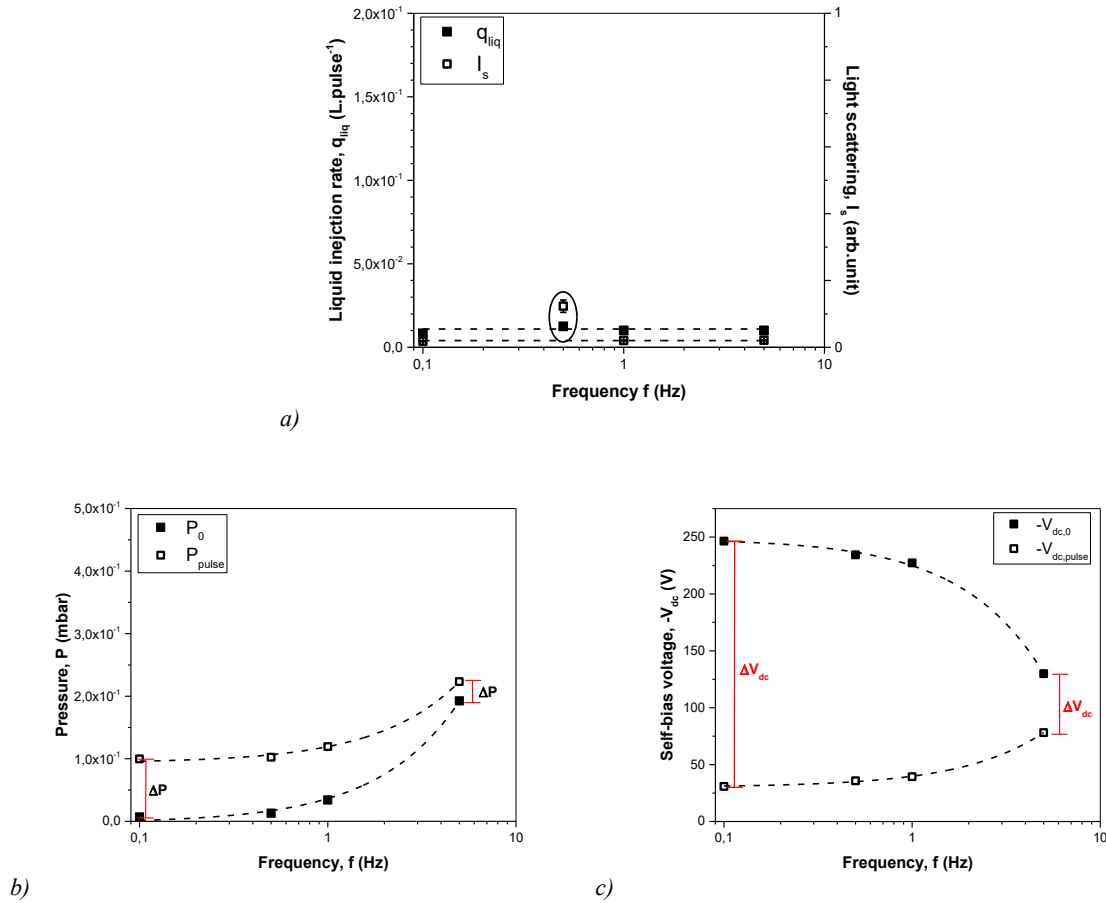 2,0x10⁻¹
1,5x10⁻¹
1,0x10⁻¹
5,0x10⁻²
0,0
Liquid inejction rate, q_liq (L.pulse⁻¹)
q_liq
I_s
1
0
Light scattering, I_s (arb.unit)
0,1
1
10
Frequency f (Hz)
a)
5,0x10⁻¹
4,0x10⁻¹
3,0x10⁻¹
2,0x10⁻¹
1,0x10⁻¹
0,0
Pressure, P (mbar)
P_0
P_pulse
ΔP
ΔP
0,1
1
10
Frequency, f (Hz)
b)
250
200
150
100
50
0
Self-bias voltage, -V_dc (V)
-V_dc,0
-V_dc,pulse
ΔV_dc
ΔV_dc
0,1
1
10
Frequency, f (Hz)
c)